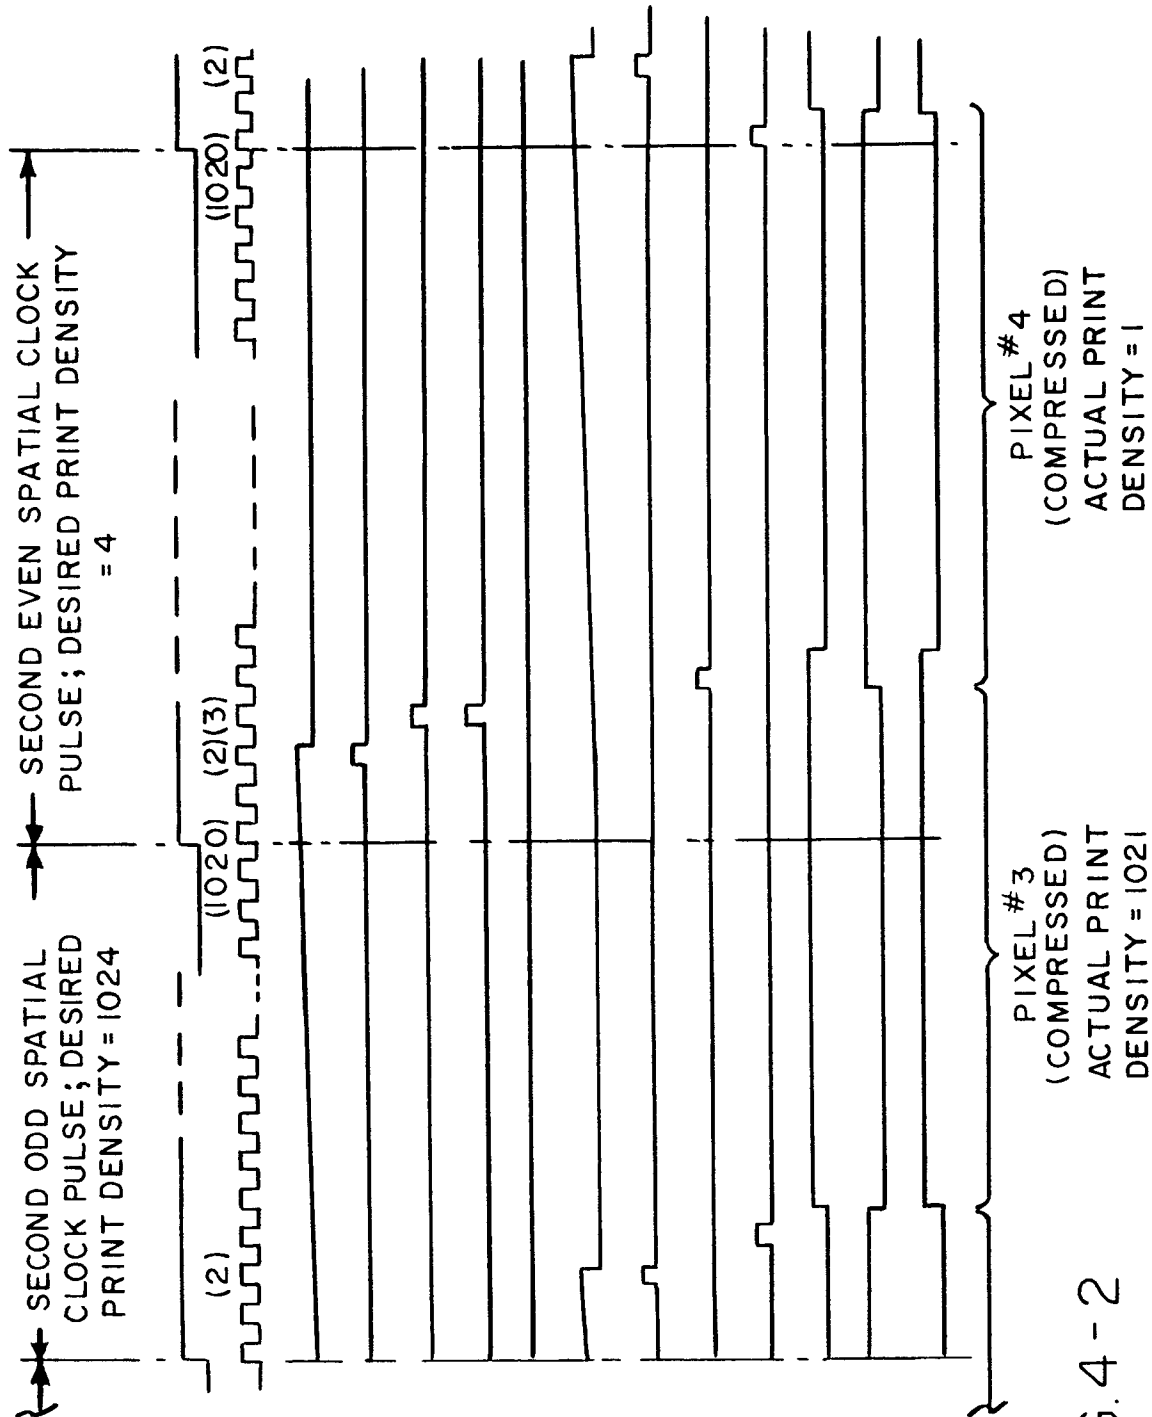 SECOND ODD SPATIAL
CLOCK PULSE; DESIRED
PRINT DENSITY = 1024
SECOND EVEN SPATIAL CLOCK
PULSE; DESIRED PRINT DENSITY
= 4
(2)
(1020)
(2)(3)
(1020)
(2)
PIXEL #3
(COMPRESSED)
ACTUAL PRINT
DENSITY = 1021
PIXEL #4
(COMPRESSED)
ACTUAL PRINT
DENSITY = 1
4-2